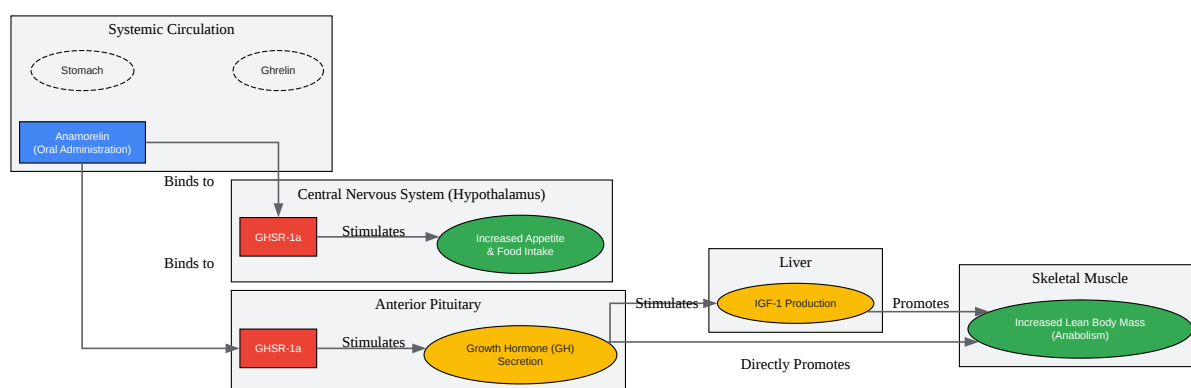 Systemic Circulation
Stomach
Ghrelin
Anamorelin
(Oral Administration)
Binds to
Central Nervous System (Hypothalamus)
GHSR-1a
Stimulates
Increased Appetite
& Food Intake
Binds to
Anterior Pituitary
GHSR-1a
Stimulates
Growth Hormone (GH)
Secretion
Stimulates
Liver
IGF-1 Production
Promotes
Directly Promotes
Skeletal Muscle
Increased Lean Body Mass
(Anabolism)